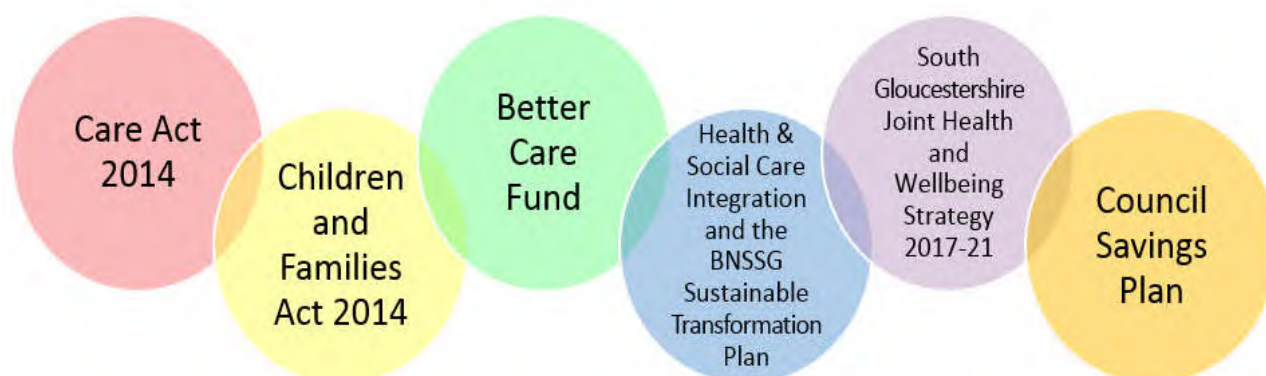 Care Act
2014
Children
and
Families
Act 2014
Better
Care
Fund
Health &
Social Care
Integration
and the
BNSSG
Sustainable
Transformation
Plan
South
Gloucestershire
Joint Health
and
Wellbeing
Strategy
2017-21
Council
Savings
Plan